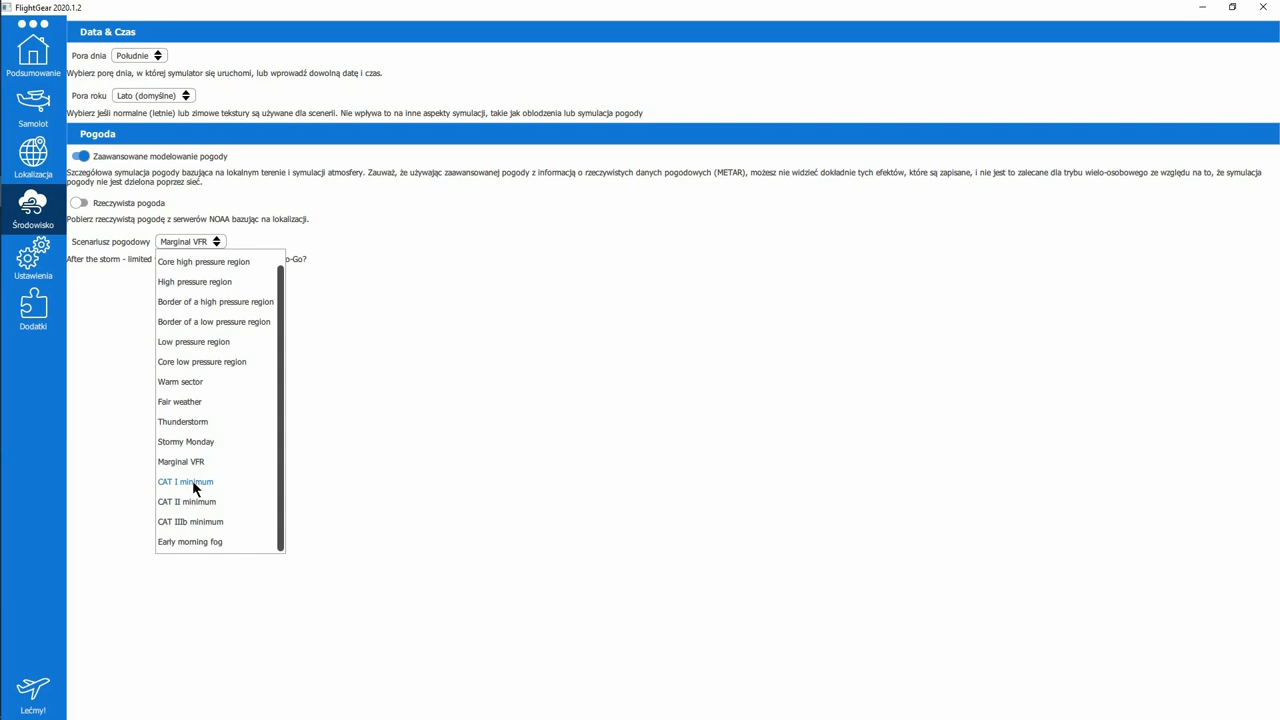 FlightGear 2020.1.2
Podsumowanie
Samolot
Lokalizacja
Środowisko
Ustawienia
Dodatki
Lećmy!
Data & Czas
Pora dnia Południe
Wybierz porę dnia, w której symulator się uruchomi, lub wprowadź dowolną datę i czas.
Pora roku Lato (domyślne)
Wybierz jeśli normalne (letnie) lub zimowe tekstury są używane dla scenerii. Nie wpływa to na inne aspekty symulacji, takie jak oblodzenia lub symulacja pogody
Pogoda
Zaawansowane modelowanie pogody
Szczegółowa symulacja pogody bazująca na lokalnym terenie i symulacji atmosfery. Zauważ, że używając zaawansowanej pogody z informacją o rzeczywistych danych pogodowych (METAR), możesz nie widzieć dokładnie tych efektów, które są zapisane, i nie jest to zalecane dla trybu wielo-osobowego ze względu na to, że symulacja
pogody nie jest dzielona poprzez sieć.
Rzeczywista pogoda
Pobierz rzeczywistą pogodę z serwerów NOAA bazując na lokalizacji.
Scenariusz pogodowy Marginal VFR
After the storm - limited o-Go?
Core high pressure region
High pressure region
Border of a high pressure region
Border of a low pressure region
Low pressure region
Core low pressure region
Warm sector
Fair weather
Thunderstorm
Stormy Monday
Marginal VFR
CAT I minimum
CAT II minimum
CAT IIIb minimum
Early morning fog